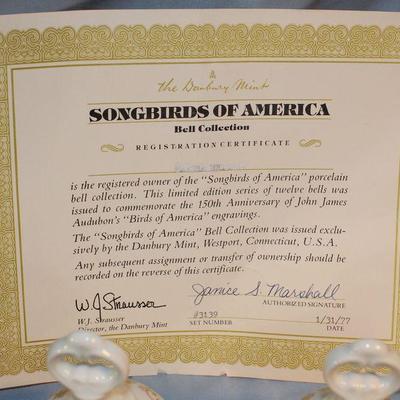 the Danbury Mint
SONGBIRDS OF AMERICA
Bell Collection
REGISTRATION CERTIFICATE
is the registered owner of the "Songbirds of America" porcelain
bell collection. This limited edition series of twelve bells was
issued to commemorate the 150th Anniversary of John James
Audubon's "Birds of America" engravings.
The "Songbirds of America" Bell Collection was issued exclu-
sively by the Danbury Mint, Westport, Connecticut, U.S.A.
Any subsequent assignment or transfer of ownership should be
recorded on the reverse of this certificate.
W.J. Strausser Janice S. Marshall
AUTHORIZED SIGNATURE
W.J. Strausser #3139 1/31/77
Director, the Danbury Mint SET NUMBER DATE